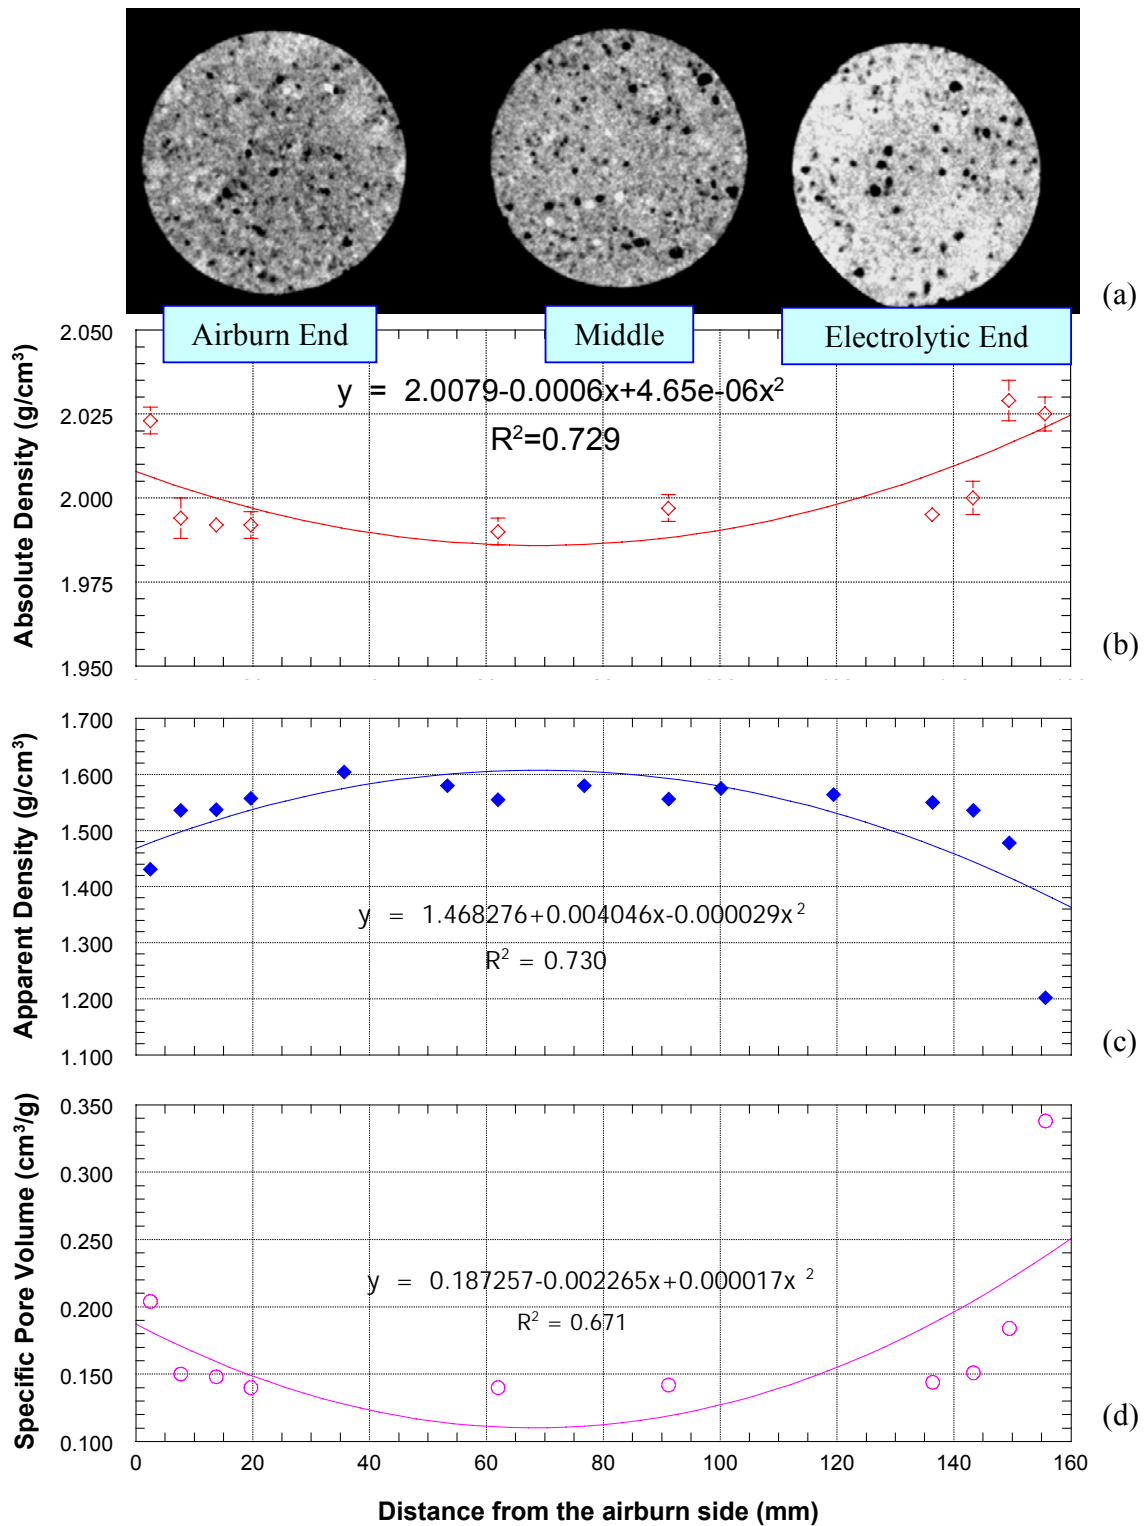 (a)
Airburn End Middle Electrolytic End
2.050
2.025
2.000
1.975
1.950
Absolute Density (g/cm³)
y = 2.0079-0.0006x+4.65e-06x²
R²=0.729
(b)
1.700
1.600
1.500
1.400
1.300
1.200
1.100
Apparent Density (g/cm³)
y = 1.468276+0.004046x-0.000029x²
R² = 0.730
(c)
0.350
0.300
0.250
0.200
0.150
0.100
Specific Pore Volume (cm³/g)
y = 0.187257-0.002265x+0.000017x²
R² = 0.671
(d)
0 20 40 60 80 100 120 140 160
Distance from the airburn side (mm)